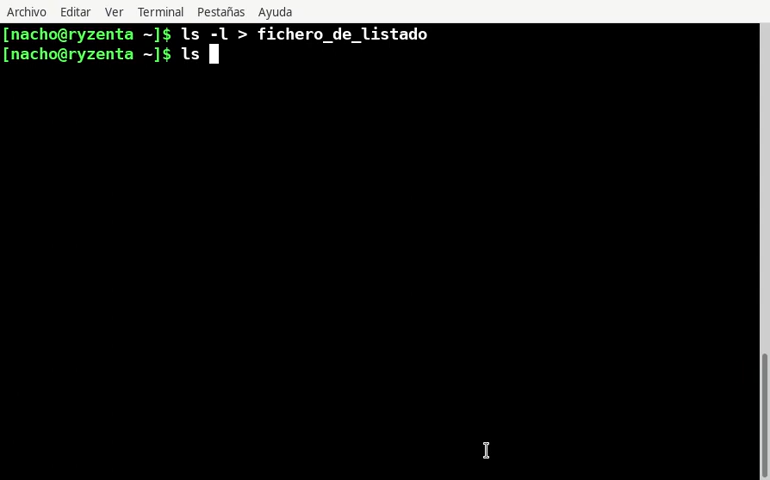 Archivo Editar Ver Terminal Pestañas Ayuda
[nacho@ryzenta ~]$ ls -l > fichero_de_listado
[nacho@ryzenta ~]$ ls